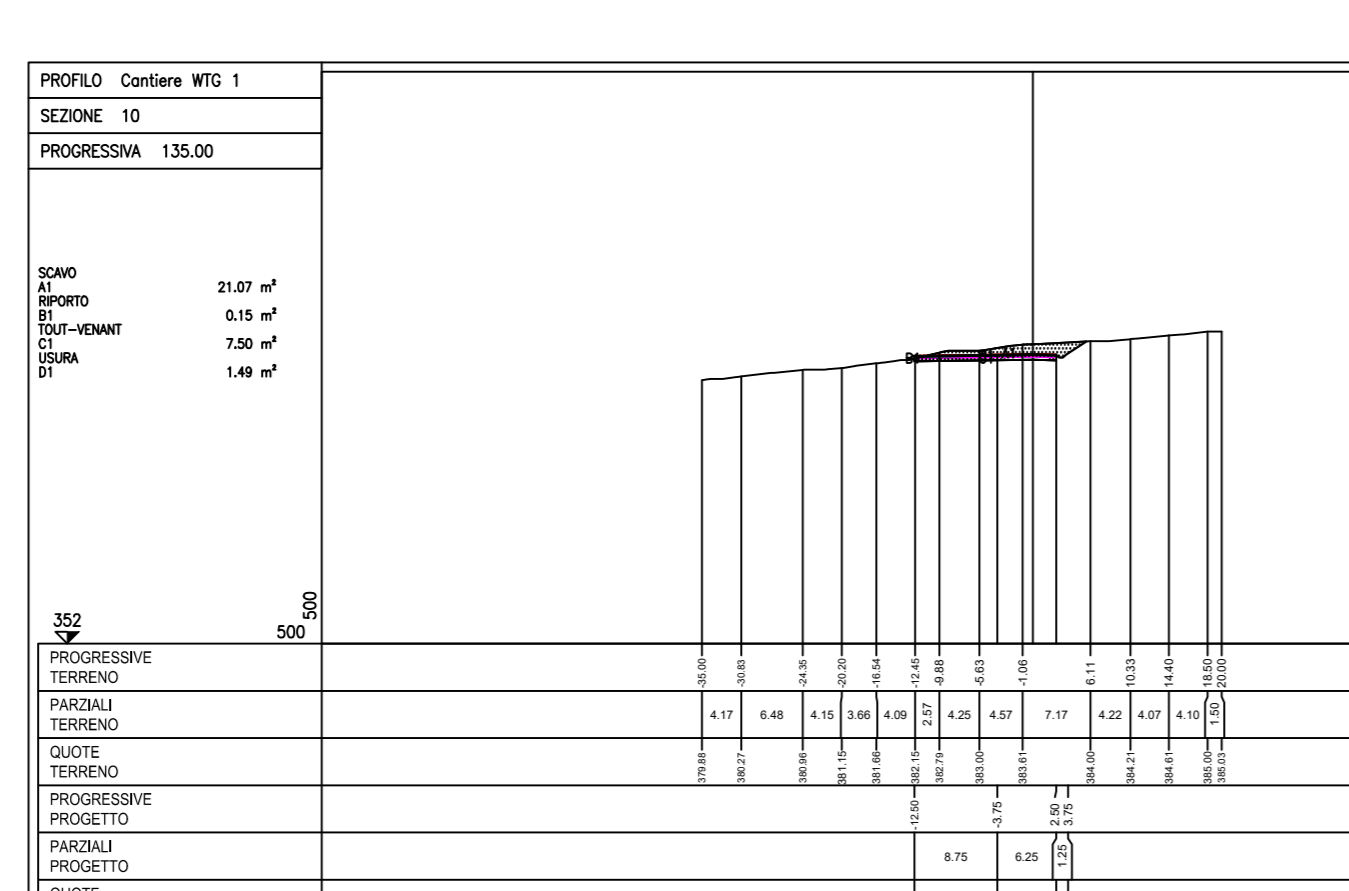 PROFILO Cantiere WTG 1
SEZIONE 10
PROGRESSIVA 135.00
SCAVO
A1 21.07 m²
RIPORTO
B1 0.15 m²
TOUT-VENANT
C1 7.50 m²
USURA
D1 1.49 m²
352
500
500
PROGRESSIVE
TERRENO
-35.00 -30.83 -24.35 -20.20 -16.54 -12.45 -9.88 -5.63 -1.06 6.11 10.33 14.40 18.50 20.00
PARZIALI
TERRENO
4.17 6.48 4.15 3.66 4.09 2.57 4.25 4.57 7.17 4.22 4.07 4.10 1.50
QUOTE
TERRENO
379.88 380.27 380.96 381.15 381.66 382.15 382.79 383.00 383.61 384.00 384.21 384.61 385.00 385.03
PROGRESSIVE
PROGETTO
-12.50 -3.75 2.50 3.75
PARZIALI
PROGETTO
8.75 6.25 1.25